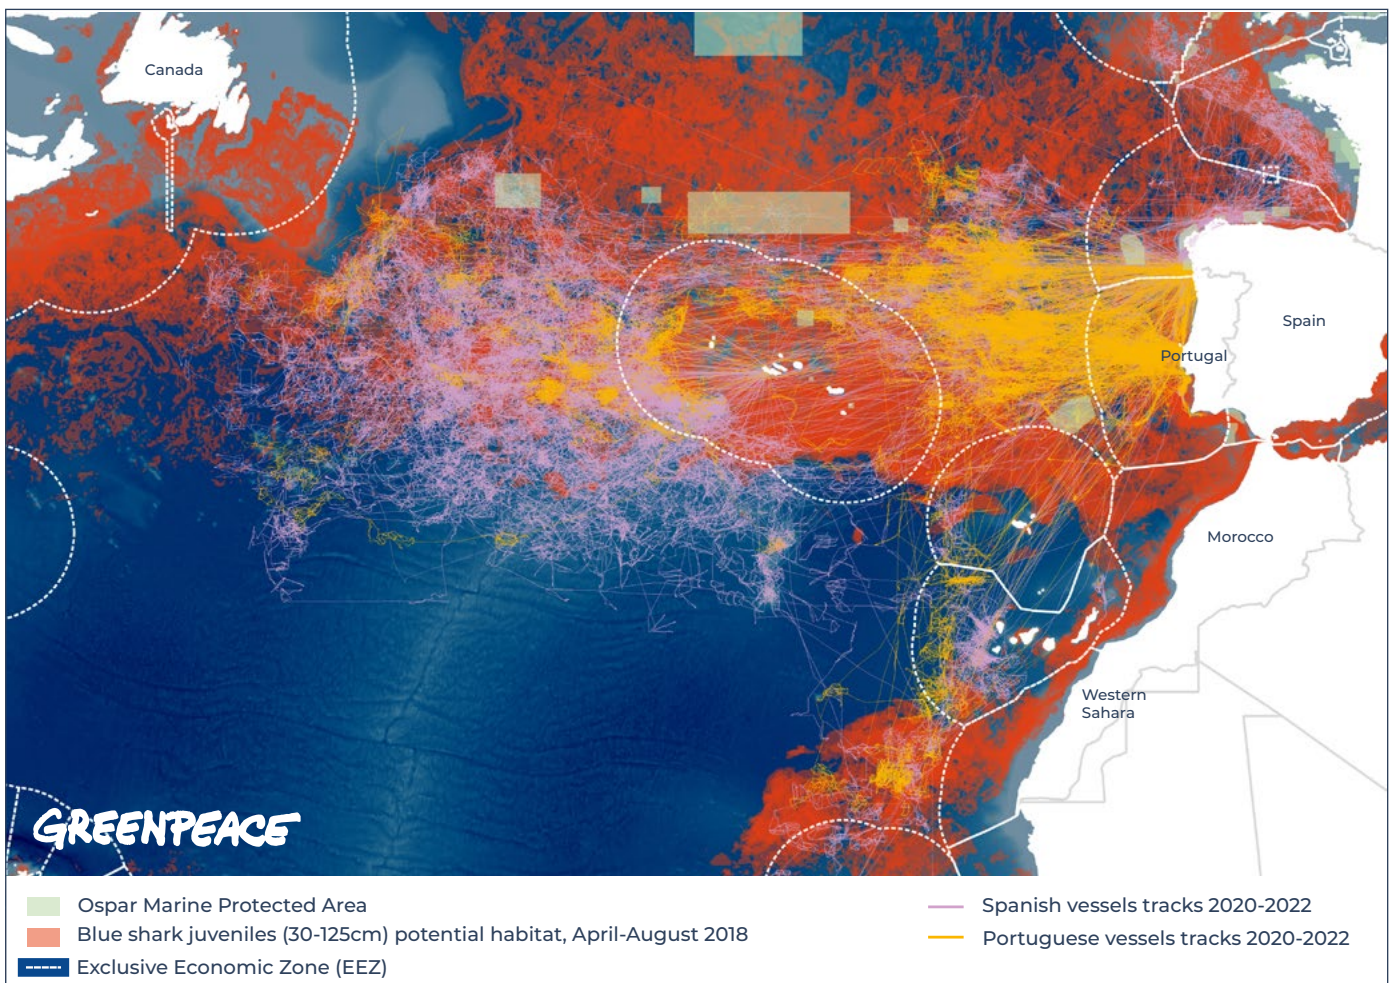 Canada
Spain
Portugal
Morocco
Western
Sahara
GREENPEACE
Ospar Marine Protected Area
Blue shark juveniles (30-125cm) potential habitat, April-August 2018
Exclusive Economic Zone (EEZ)
Spanish vessels tracks 2020-2022
Portuguese vessels tracks 2020-2022